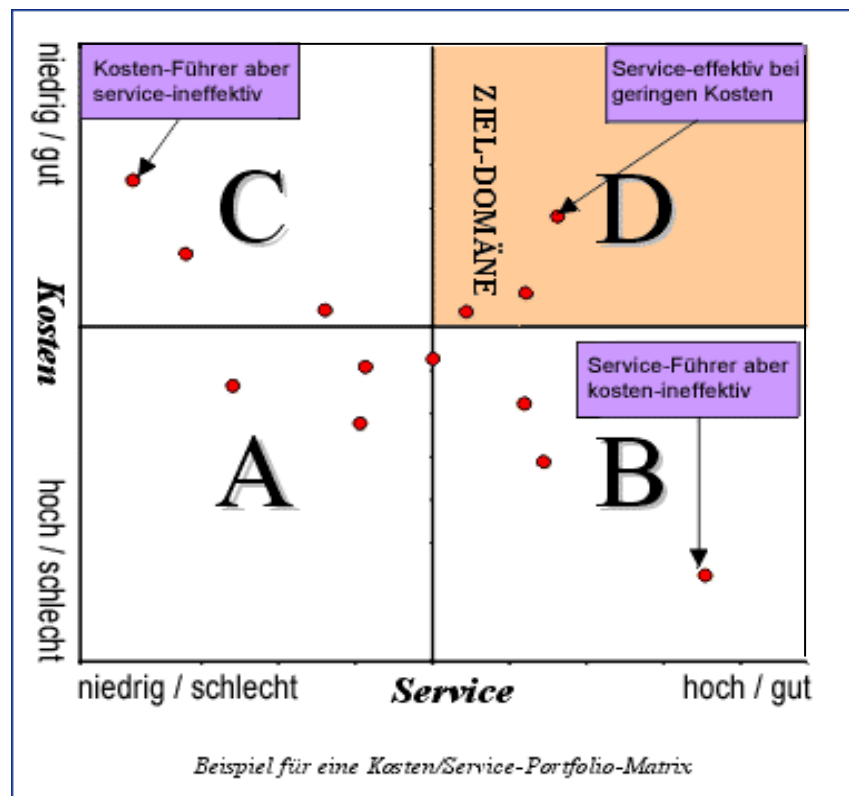 Kosten-Führer aber
service-ineffektiv
Service-effektiv bei
geringen Kosten
ZIEL-DOMÄNE
C
D
niedrig / gut
Kosten
hoch / schlecht
Service-Führer aber
kosten-ineffektiv
A
B
niedrig / schlecht
Service
hoch / gut
Beispiel für eine Kosten/Service-Portfolio-Matrix